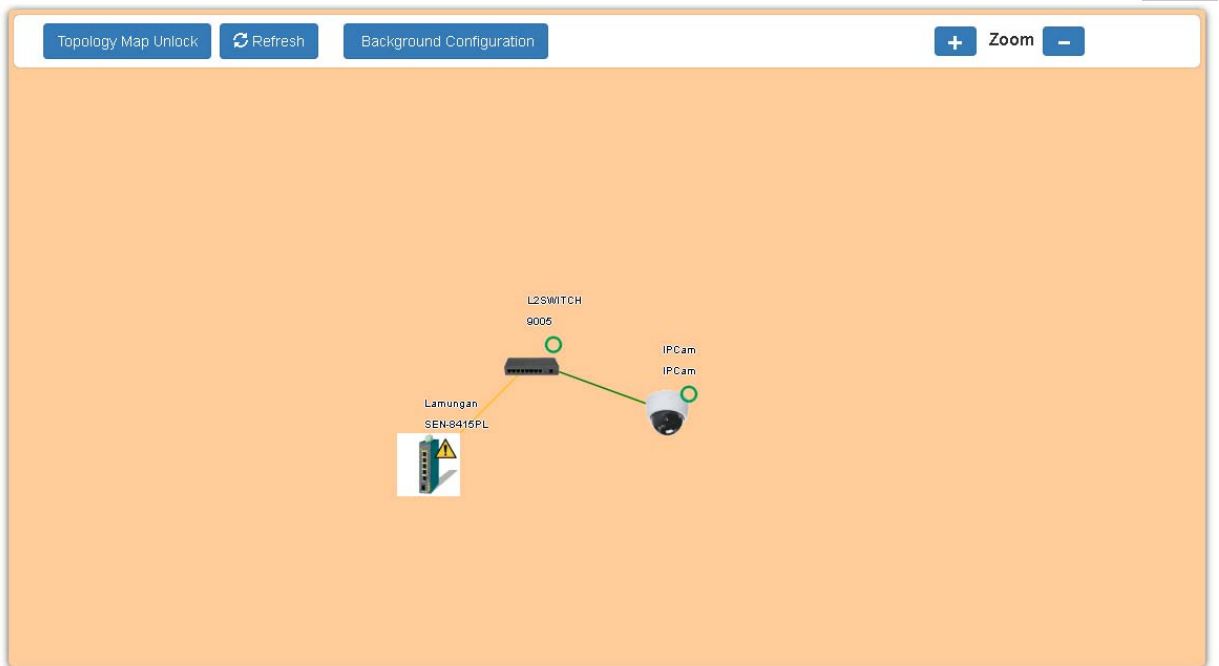 Topology Map Unlock Refresh Background Configuration + Zoom −
L2SWITCH
9005
IPCam
IPCam
Lamungan
SEN-8415PL